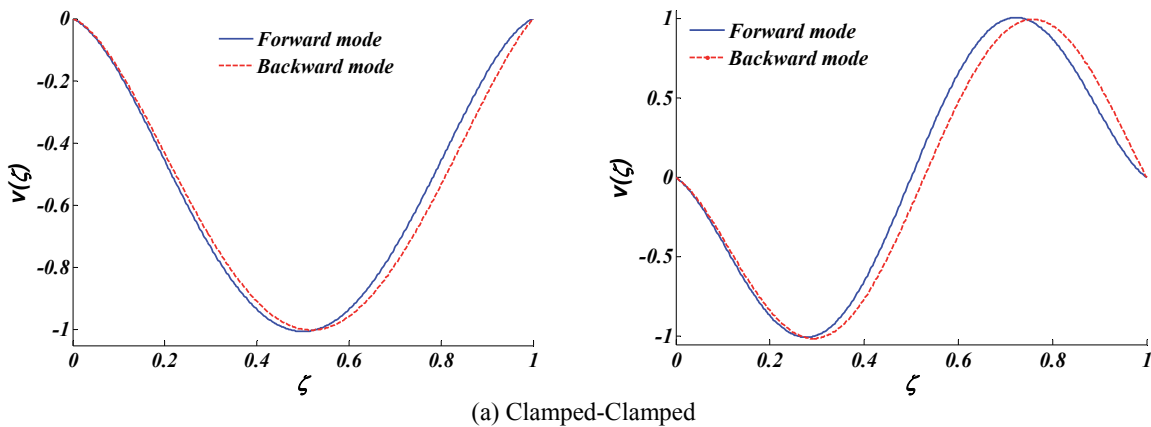 0
-0.2
-0.4
-0.6
-0.8
-1
v(ζ)
0 0.2 0.4 0.6 0.8 1
ζ
Forward mode
Backward mode
1
0.5
0
-0.5
-1
v(ζ)
0 0.2 0.4 0.6 0.8 1
ζ
Forward mode
Backward mode
(a) Clamped-Clamped